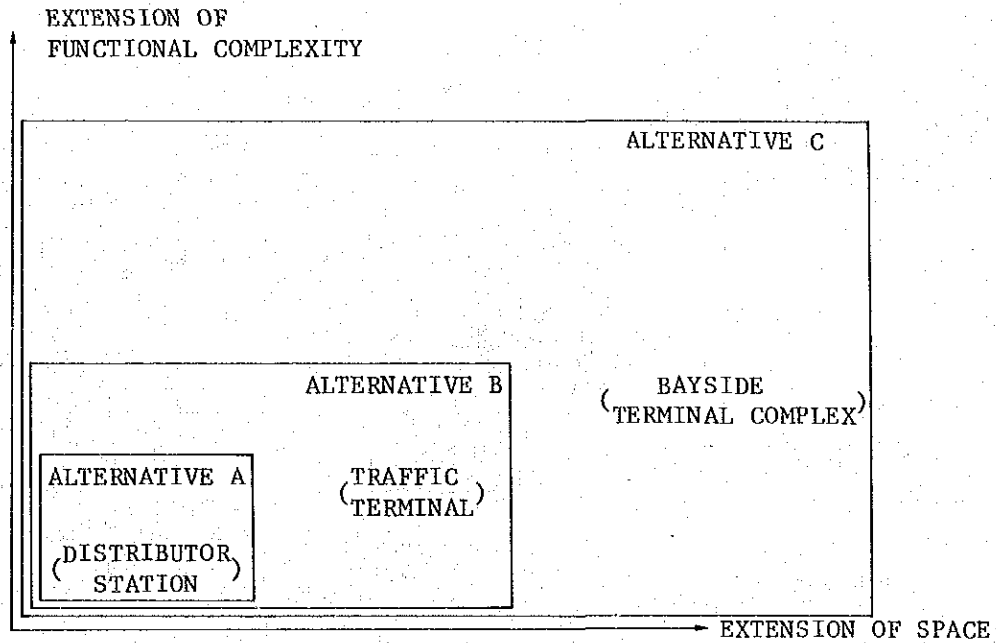 EXTENSION OF
FUNCTIONAL COMPLEXITY
ALTERNATIVE C
ALTERNATIVE B
(BAYSIDE
TERMINAL COMPLEX)
ALTERNATIVE A
(TRAFFIC
TERMINAL)
(DISTRIBUTOR
STATION)
EXTENSION OF SPACE